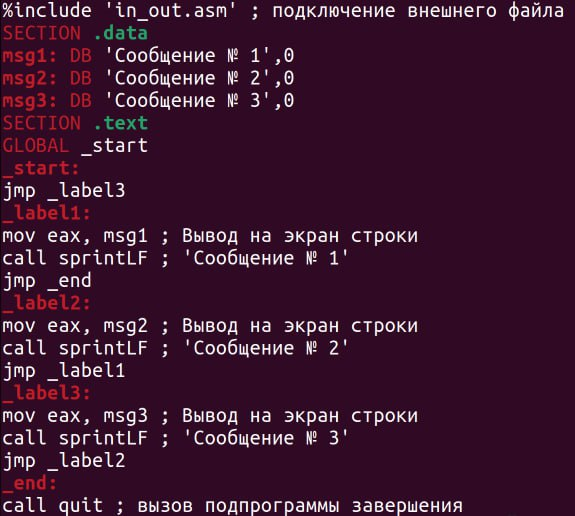 %include 'in_out.asm' ; подключение внешнего файла
SECTION .data
msg1: DB 'Сообщение № 1',0
msg2: DB 'Сообщение № 2',0
msg3: DB 'Сообщение № 3',0
SECTION .text
GLOBAL _start
_start:
jmp _label3
_label1:
mov eax, msg1 ; Вывод на экран строки
call sprintLF ; 'Сообщение № 1'
jmp _end
_label2:
mov eax, msg2 ; Вывод на экран строки
call sprintLF ; 'Сообщение № 2'
jmp _label1
_label3:
mov eax, msg3 ; Вывод на экран строки
call sprintLF ; 'Сообщение № 3'
jmp _label2
_end:
call quit ; вызов подпрограммы завершения